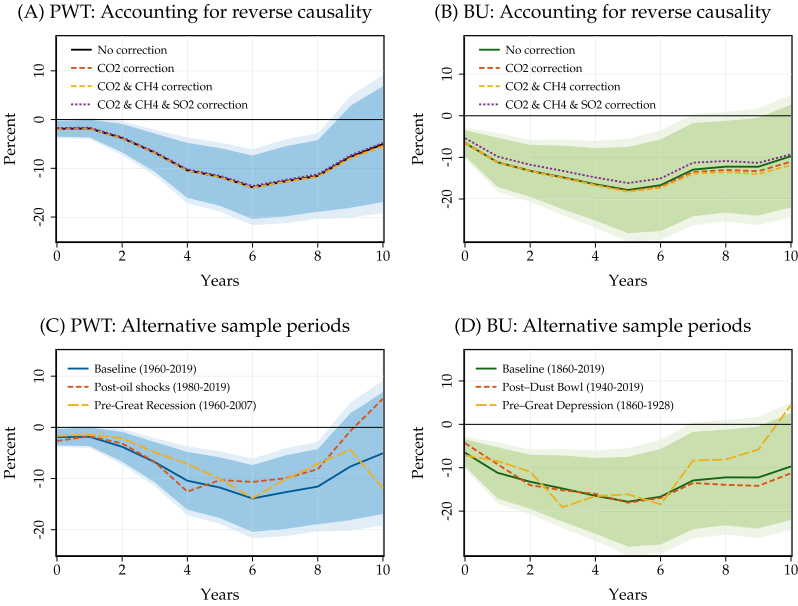 (A) PWT: Accounting for reverse causality
No correction
CO2 correction
CO2 & CH4 correction
CO2 & CH4 & SO2 correction
Percent
10
0
-10
-20
0 2 4 6 8 10
Years
(B) BU: Accounting for reverse causality
No correction
CO2 correction
CO2 & CH4 correction
CO2 & CH4 & SO2 correction
Percent
10
0
-10
-20
0 2 4 6 8 10
Years
(C) PWT: Alternative sample periods
Baseline (1960-2019)
Post-oil shocks (1980-2019)
Pre-Great Recession (1960-2007)
Percent
10
0
-10
-20
0 2 4 6 8 10
Years
(D) BU: Alternative sample periods
Baseline (1860-2019)
Post–Dust Bowl (1940-2019)
Pre–Great Depression (1860-1928)
Percent
10
0
-10
-20
0 2 4 6 8 10
Years